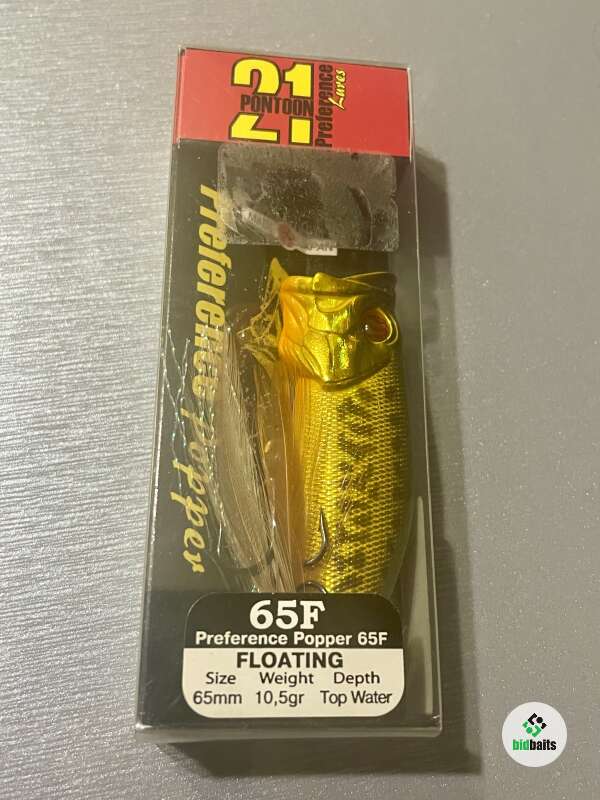 21
PONTOON
Preference
Lures
JAPAN
Preference Popper
65F
Preference Popper 65F
FLOATING
Size Weight Depth
65mm 10,5gr Top Water
bidbaits